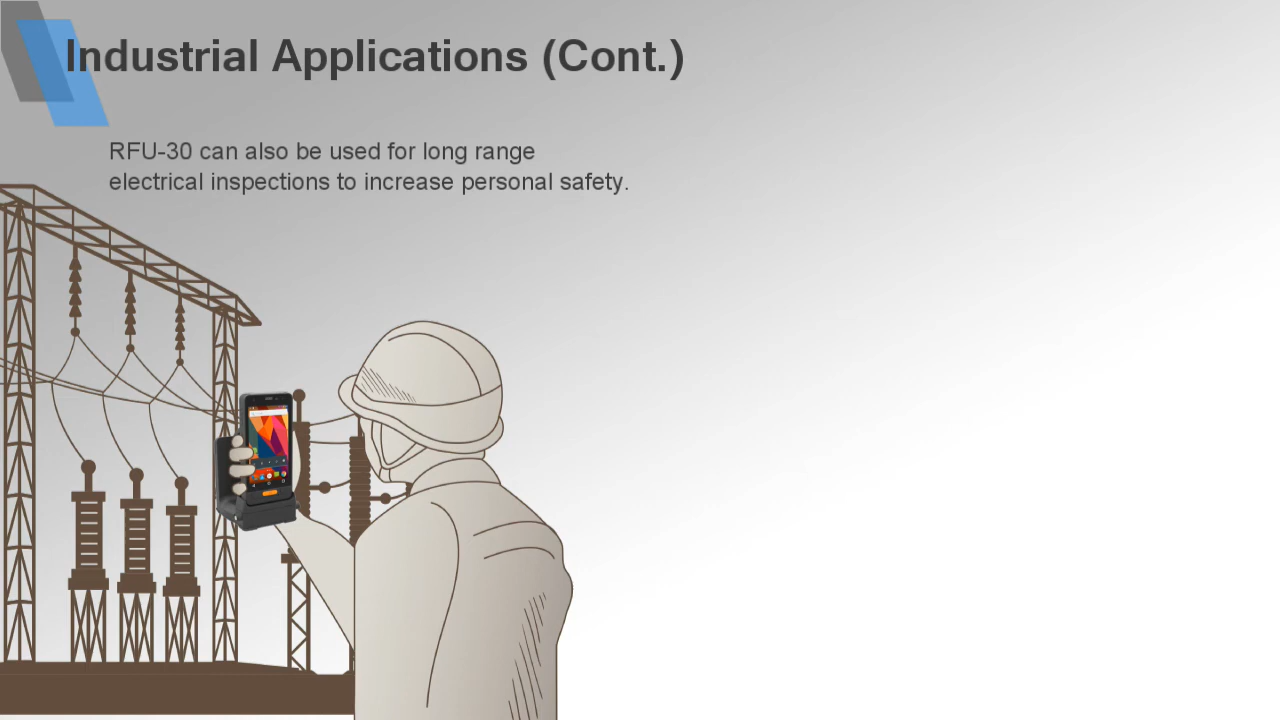 Industrial Applications (Cont.)
RFU-30 can also be used for long range
electrical inspections to increase personal safety.